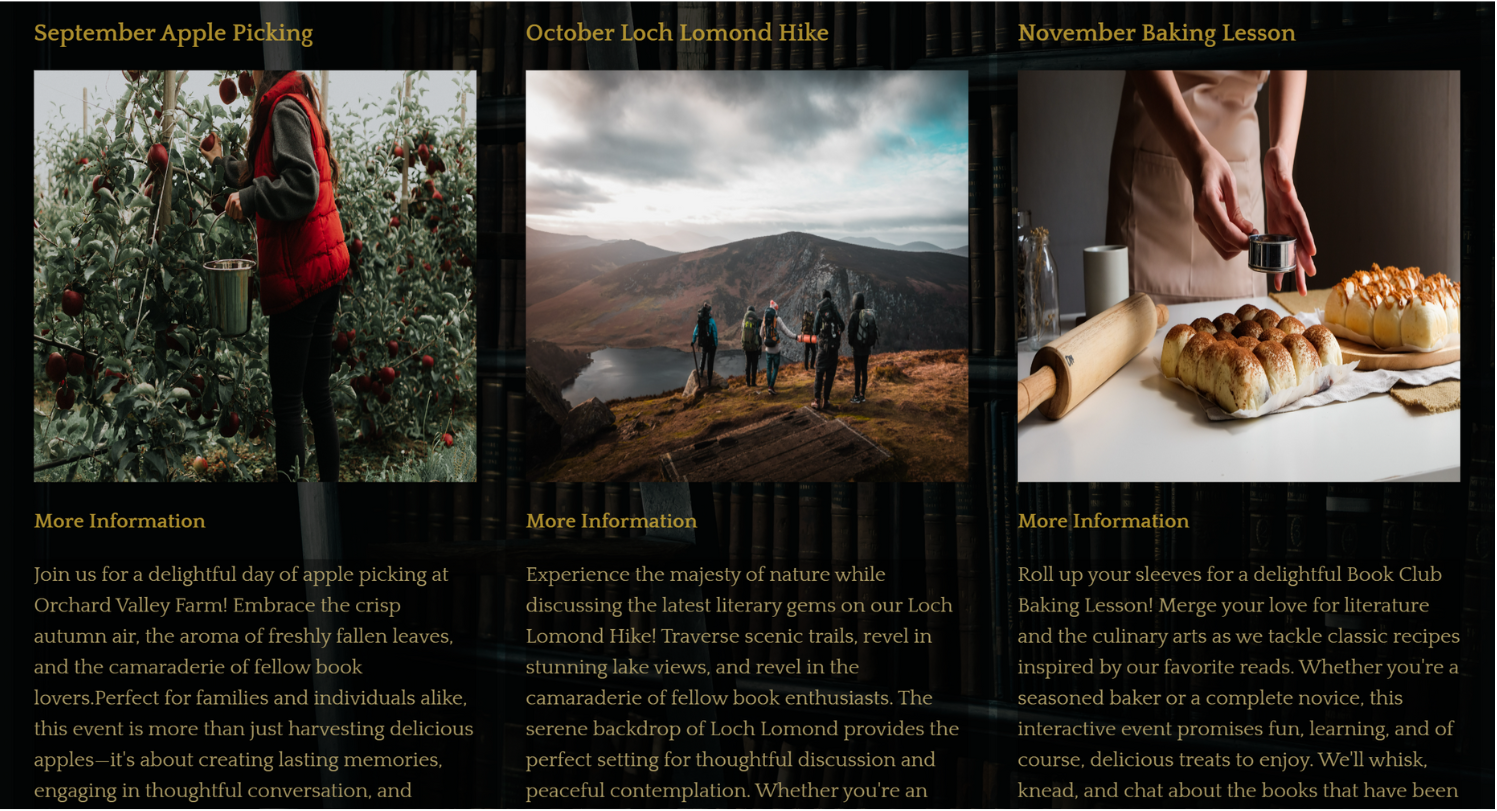 September Apple Picking
More Information
Join us for a delightful day of apple picking at
Orchard Valley Farm! Embrace the crisp
autumn air, the aroma of freshly fallen leaves,
and the camaraderie of fellow book
lovers.Perfect for families and individuals alike,
this event is more than just harvesting delicious
apples—it's about creating lasting memories,
engaging in thoughtful conversation, and
October Loch Lomond Hike
More Information
Experience the majesty of nature while
discussing the latest literary gems on our Loch
Lomond Hike! Traverse scenic trails, revel in
stunning lake views, and revel in the
camaraderie of fellow book enthusiasts. The
serene backdrop of Loch Lomond provides the
perfect setting for thoughtful discussion and
peaceful contemplation. Whether you're an
November Baking Lesson
More Information
Roll up your sleeves for a delightful Book Club
Baking Lesson! Merge your love for literature
and the culinary arts as we tackle classic recipes
inspired by our favorite reads. Whether you're a
seasoned baker or a complete novice, this
interactive event promises fun, learning, and of
course, delicious treats to enjoy. We'll whisk,
knead, and chat about the books that have been